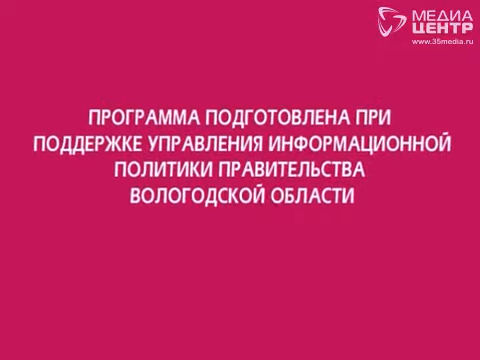 МЕДИА
ЦЕНТР
www.35media.ru
ПРОГРАММА ПОДГОТОВЛЕНА ПРИ
ПОДДЕРЖКЕ УПРАВЛЕНИЯ ИНФОРМАЦИОННОЙ
ПОЛИТИКИ ПРАВИТЕЛЬСТВА
ВОЛОГОДСКОЙ ОБЛАСТИ